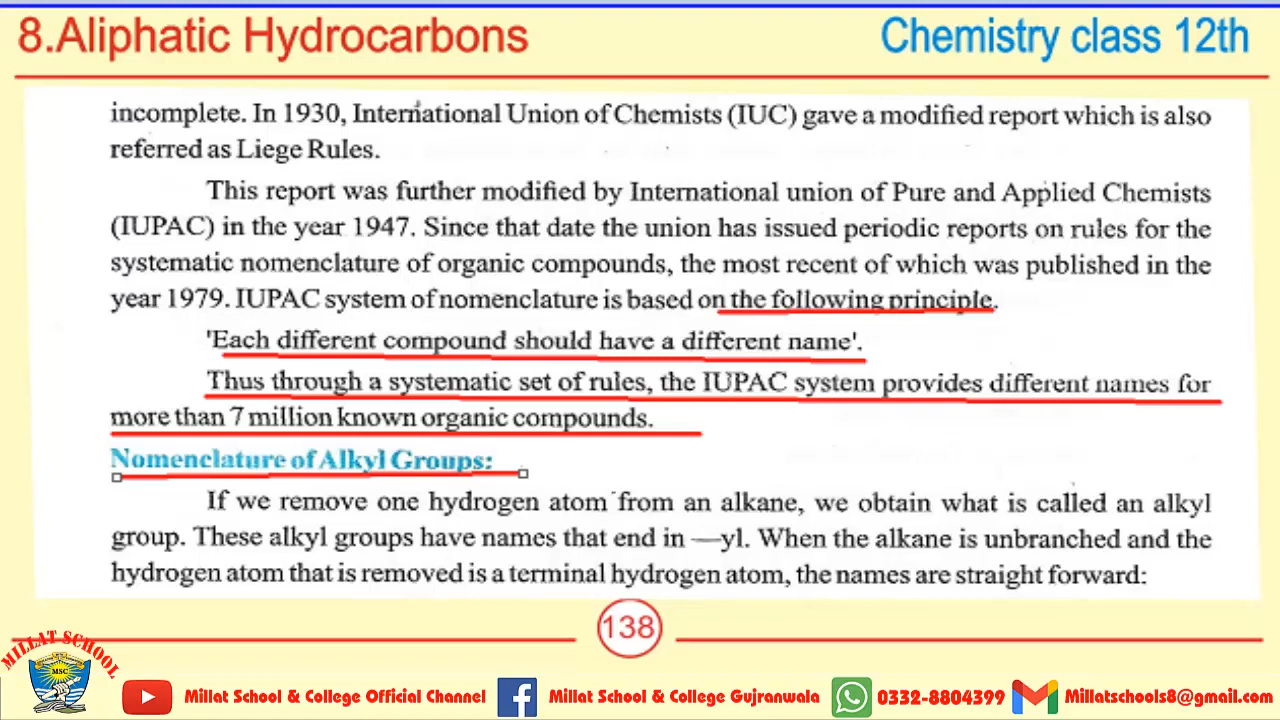 8.Aliphatic Hydrocarbons
Chemistry class 12th
incomplete. In 1930, International Union of Chemists (IUC) gave a modified report which is also
referred as Liege Rules.
This report was further modified by International union of Pure and Applied Chemists
(IUPAC) in the year 1947. Since that date the union has issued periodic reports on rules for the
systematic nomenclature of organic compounds, the most recent of which was published in the
year 1979. IUPAC system of nomenclature is based on the following principle.
'Each different compound should have a different name'.
Thus through a systematic set of rules, the IUPAC system provides different names for
more than 7 million known organic compounds.
Nomenclature of Alkyl Groups:
If we remove one hydrogen atom from an alkane, we obtain what is called an alkyl
group. These alkyl groups have names that end in —yl. When the alkane is unbranched and the
hydrogen atom that is removed is a terminal hydrogen atom, the names are straight forward:
138
MILLAT SCHOOL
MSC
Millat School & College Official Channel
Millat School & College Gujranwala
0332-8804399
Millatschools8@gmail.com